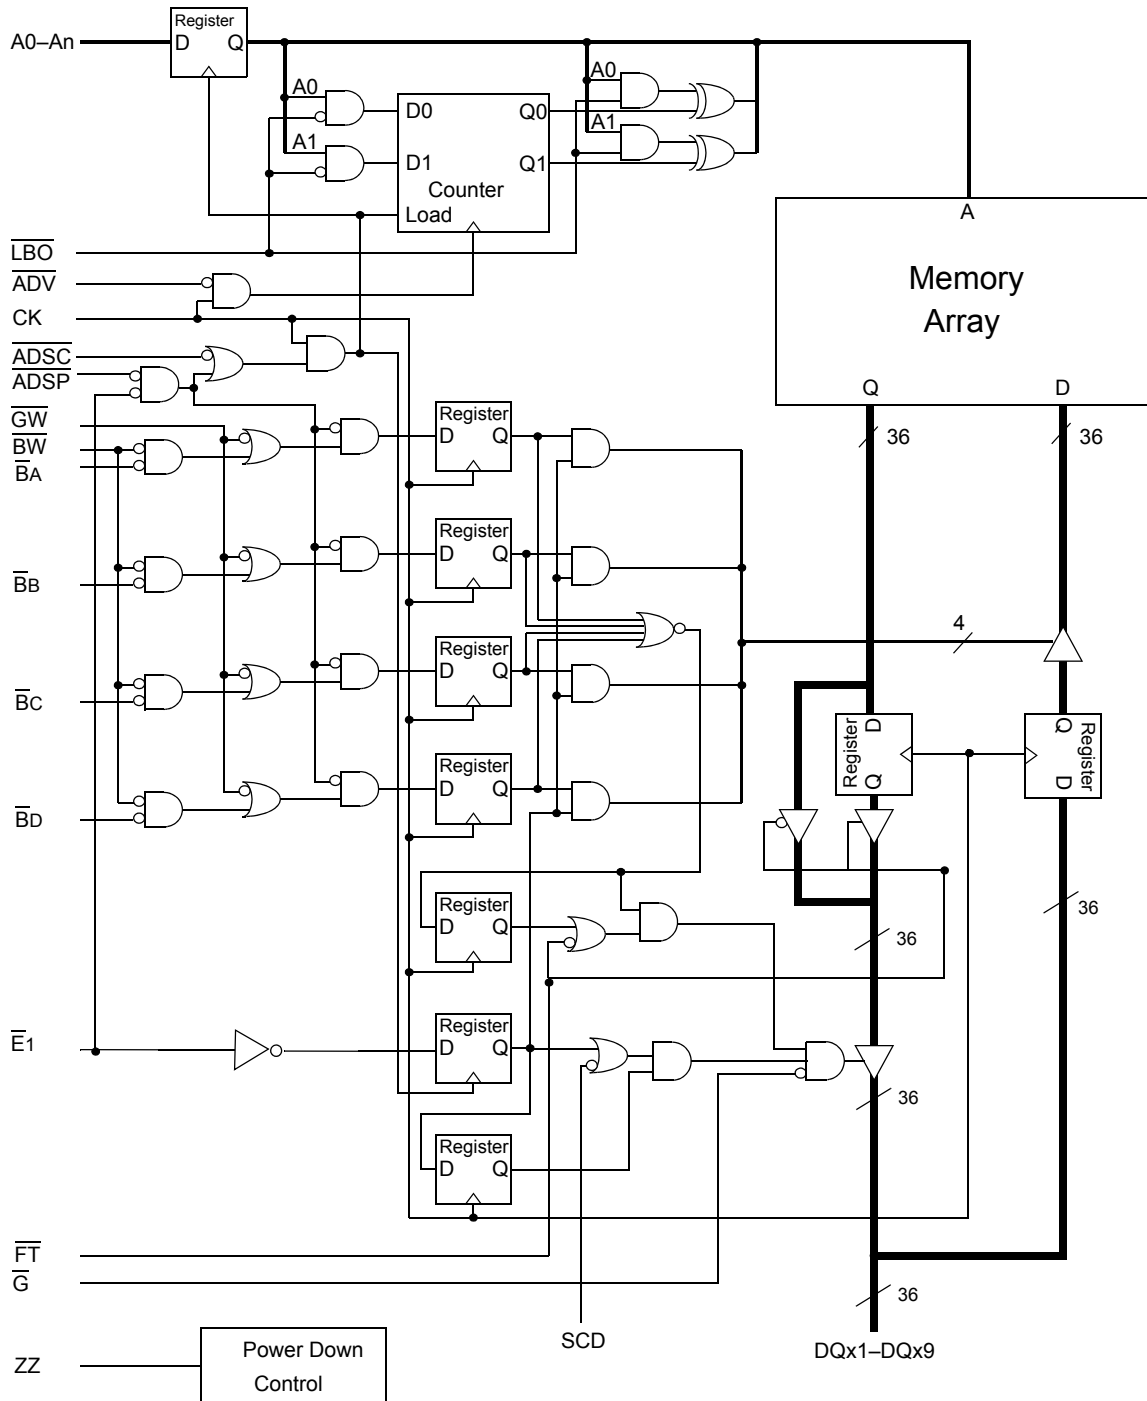 Register
A0–An D Q
A0 A0
D0 Q0
A1 A1
D1 Q1
Counter
Load A
LBO
ADV
Memory
Array
CK
ADSC
ADSP
Q D
GW
BW
BA
Register
D Q
36 36
Register
D Q
BB
4
Register
D Q
BC
Register D Q
Q Register D
Register
D Q
BD
Register
D Q
36
36
Register
D Q
E1
36
Register
D Q
FT
G
36
SCD
DQx1–DQx9
ZZ
Power Down
Control